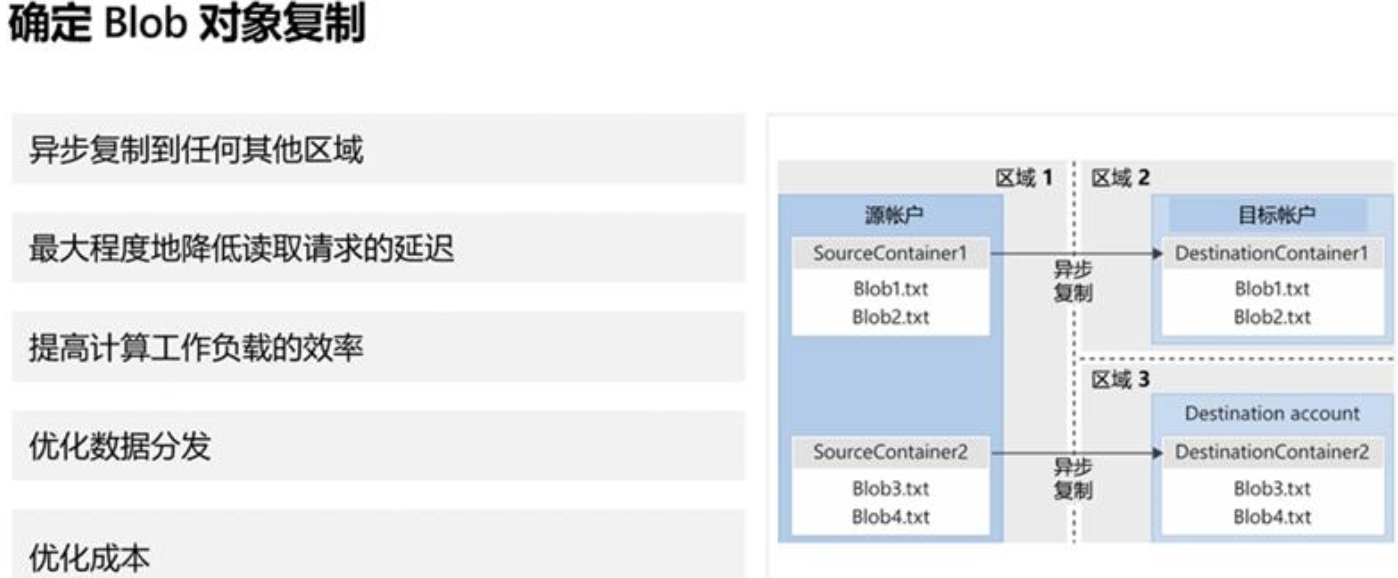 确定 Blob 对象复制
异步复制到任何其他区域
最大程度地降低读取请求的延迟
提高计算工作负载的效率
优化数据分发
优化成本
区域 1
区域 2
源帐户
目标帐户
SourceContainer1
DestinationContainer1
异步
复制
Blob1.txt
Blob1.txt
Blob2.txt
Blob2.txt
区域 3
Destination account
SourceContainer2
DestinationContainer2
异步
复制
Blob3.txt
Blob3.txt
Blob4.txt
Blob4.txt